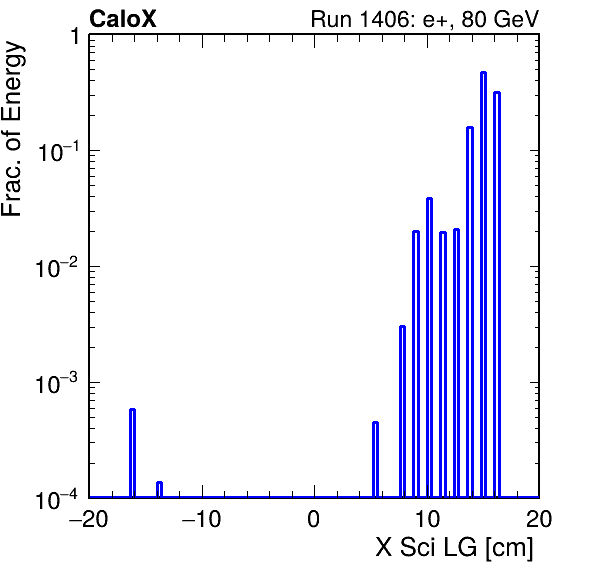 CaloX Run 1406: e+, 80 GeV
Frac. of Energy
1
10⁻¹
10⁻²
10⁻³
10⁻⁴
−20 −10 0 10 20
X Sci LG [cm]